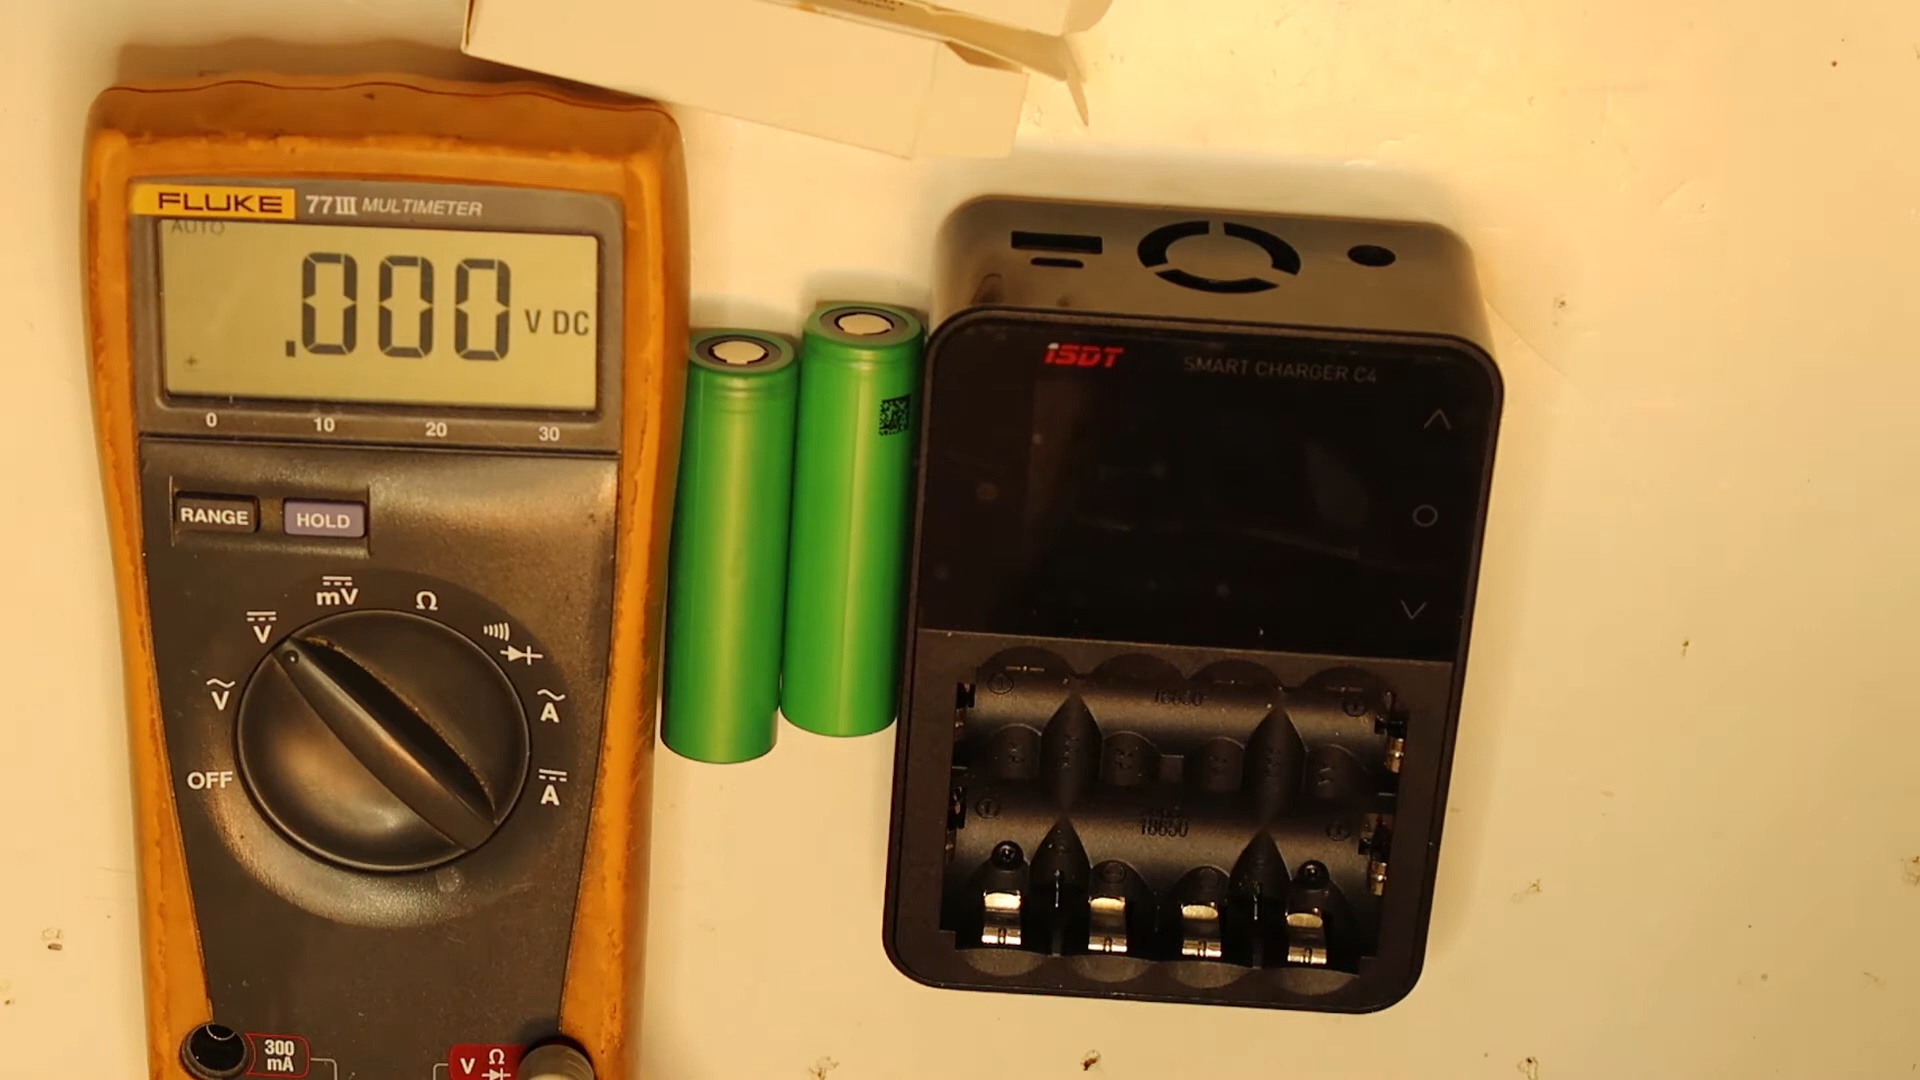 FLUKE 77III MULTIMETER
AUTO
.000 V DC
0 10 20 30
RANGE HOLD
mV
Ω
V
V
A
OFF
A
300 mA
V Ω
iSDT SMART CHARGER C4
18650